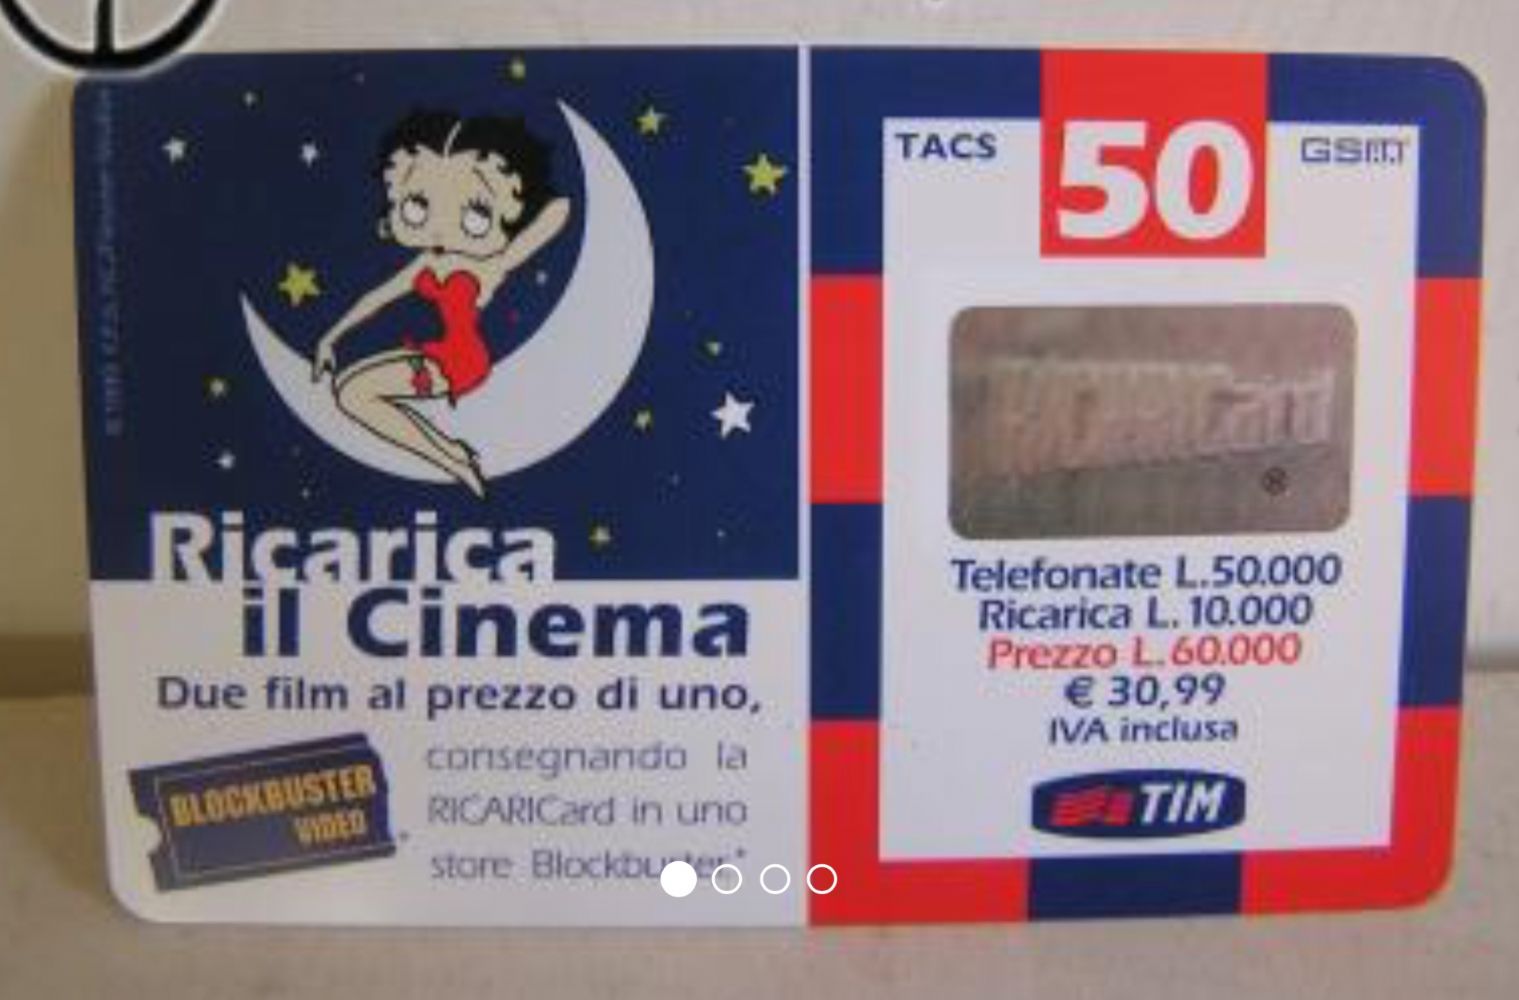 Ricarica
il Cinema
Due film al prezzo di uno,
BLOCKBUSTER
VIDEO
consegnando la
RICARICard in uno
store Blockbuster*
TACS
50
GSM
RICARICard
®
Telefonate L.50.000
Ricarica L.10.000
Prezzo L.60.000
€ 30,99
IVA inclusa
TIM